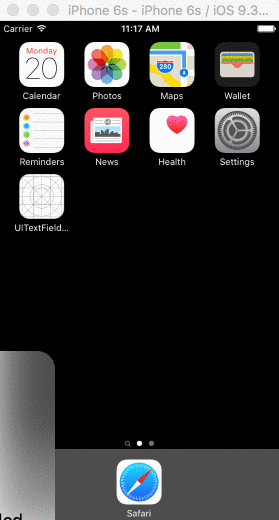 iPhone 6s - iPhone 6s / iOS 9.3...
Carrier 11:17 AM
Monday
20
280
Calendar Photos Maps Wallet
Reminders News Health Settings
UITextField...
Safari